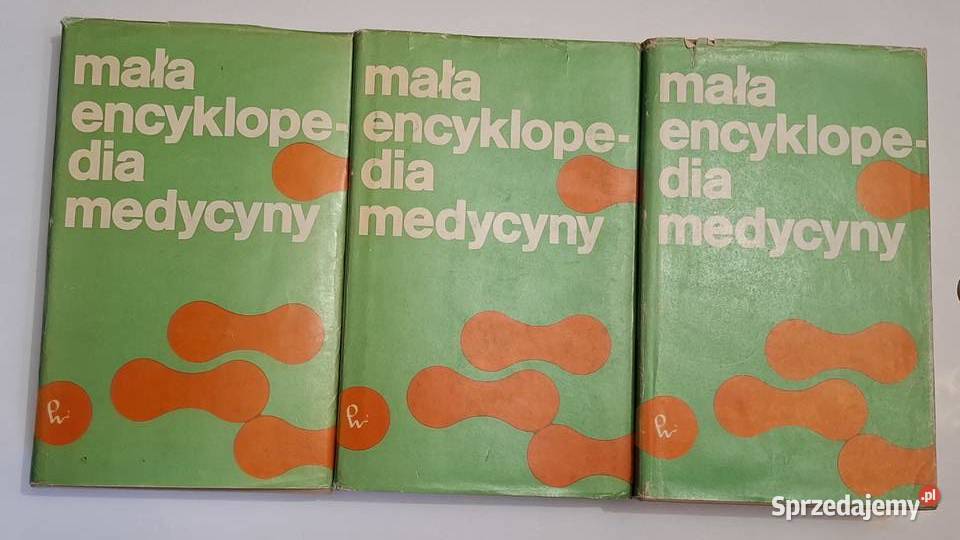 mała
encyklope-
dia
medycyny
mała
encyklope-
dia
medycyny
mała
encyklope-
dia
medycyny
Sprzedajemy.pl